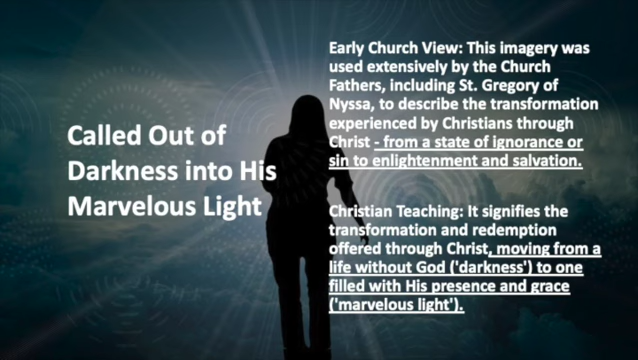 Called Out of
Darkness into His
Marvelous Light
Early Church View: This imagery was
used extensively by the Church
Fathers, including St. Gregory of
Nyssa, to describe the transformation
experienced by Christians through
Christ - from a state of ignorance or
sin to enlightenment and salvation.
Christian Teaching: It signifies the
transformation and redemption
offered through Christ, moving from a
life without God ('darkness') to one
filled with His presence and grace
('marvelous light').